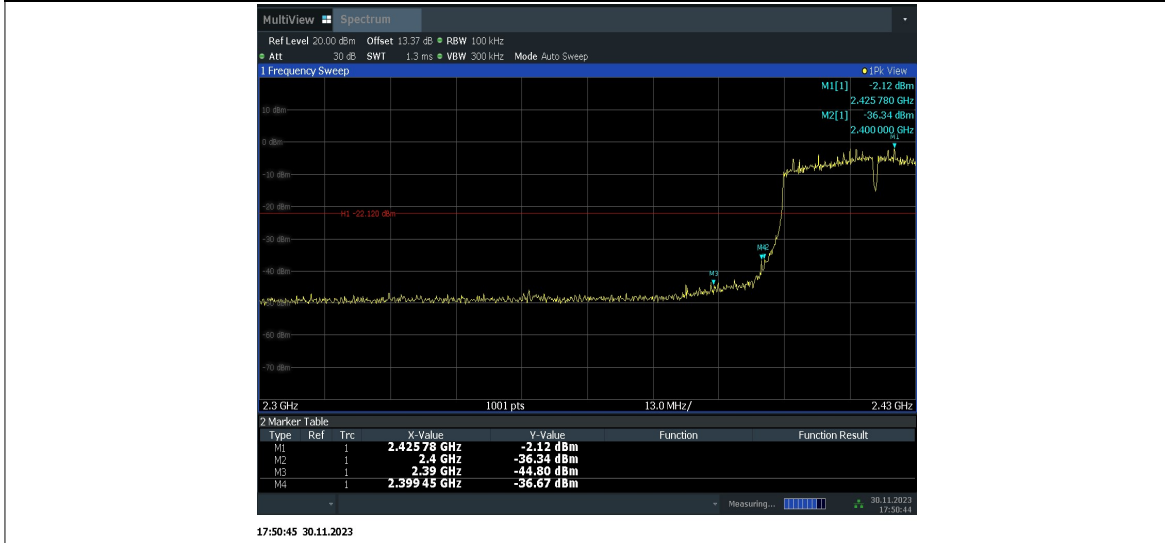 MultiView Spectrum
Ref Level 20.00 dBm Offset 13.37 dB RBW 100 kHz
Att 30 dB SWT 1.3 ms VBW 300 kHz Mode Auto Sweep
1 Frequency Sweep 1Pk View
M1[1] -2.12 dBm
2.425 780 GHz
M2[1] -36.34 dBm
2.400 000 GHz
10 dBm
0 dBm
M1
-10 dBm
-20 dBm
H1 -22.120 dBm
-30 dBm
M42
-40 dBm
M3
-60 dBm
-70 dBm
2.3 GHz 1001 pts 13.0 MHz/ 2.43 GHz
2 Marker Table
Type Ref Trc X-Value Y-Value Function Function Result
M1 1 2.425 78 GHz -2.12 dBm
M2 1 2.4 GHz -36.34 dBm
M3 1 2.39 GHz -44.80 dBm
M4 1 2.399 45 GHz -36.67 dBm
Measuring... 30.11.2023
17:50:44
17:50:45 30.11.2023